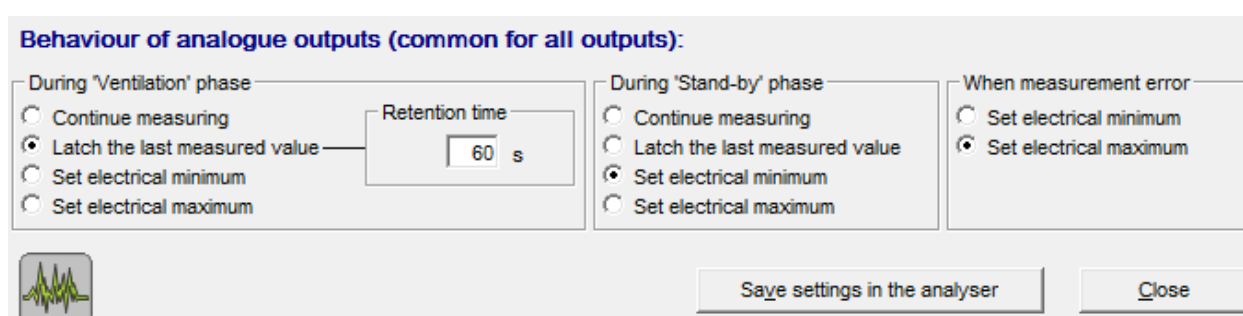 Behaviour of analogue outputs (common for all outputs):
During 'Ventilation' phase
Continue measuring
Latch the last measured value
Set electrical minimum
Set electrical maximum
Retention time
60 s
During 'Stand-by' phase
Continue measuring
Latch the last measured value
Set electrical minimum
Set electrical maximum
When measurement error
Set electrical minimum
Set electrical maximum
Save settings in the analyser
Close